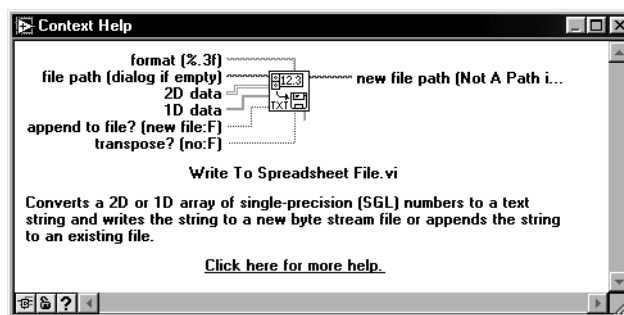 Context Help
format (%.3f)
file path (dialog if empty)
12.3
new file path (Not A Path i...
2D data
TXT
1D data
append to file? (new file:F)
transpose? (no:F)
Write To Spreadsheet File.vi
Converts a 2D or 1D array of single-precision (SGL) numbers to a text
string and writes the string to a new byte stream file or appends the string
to an existing file.
Click here for more help.
?